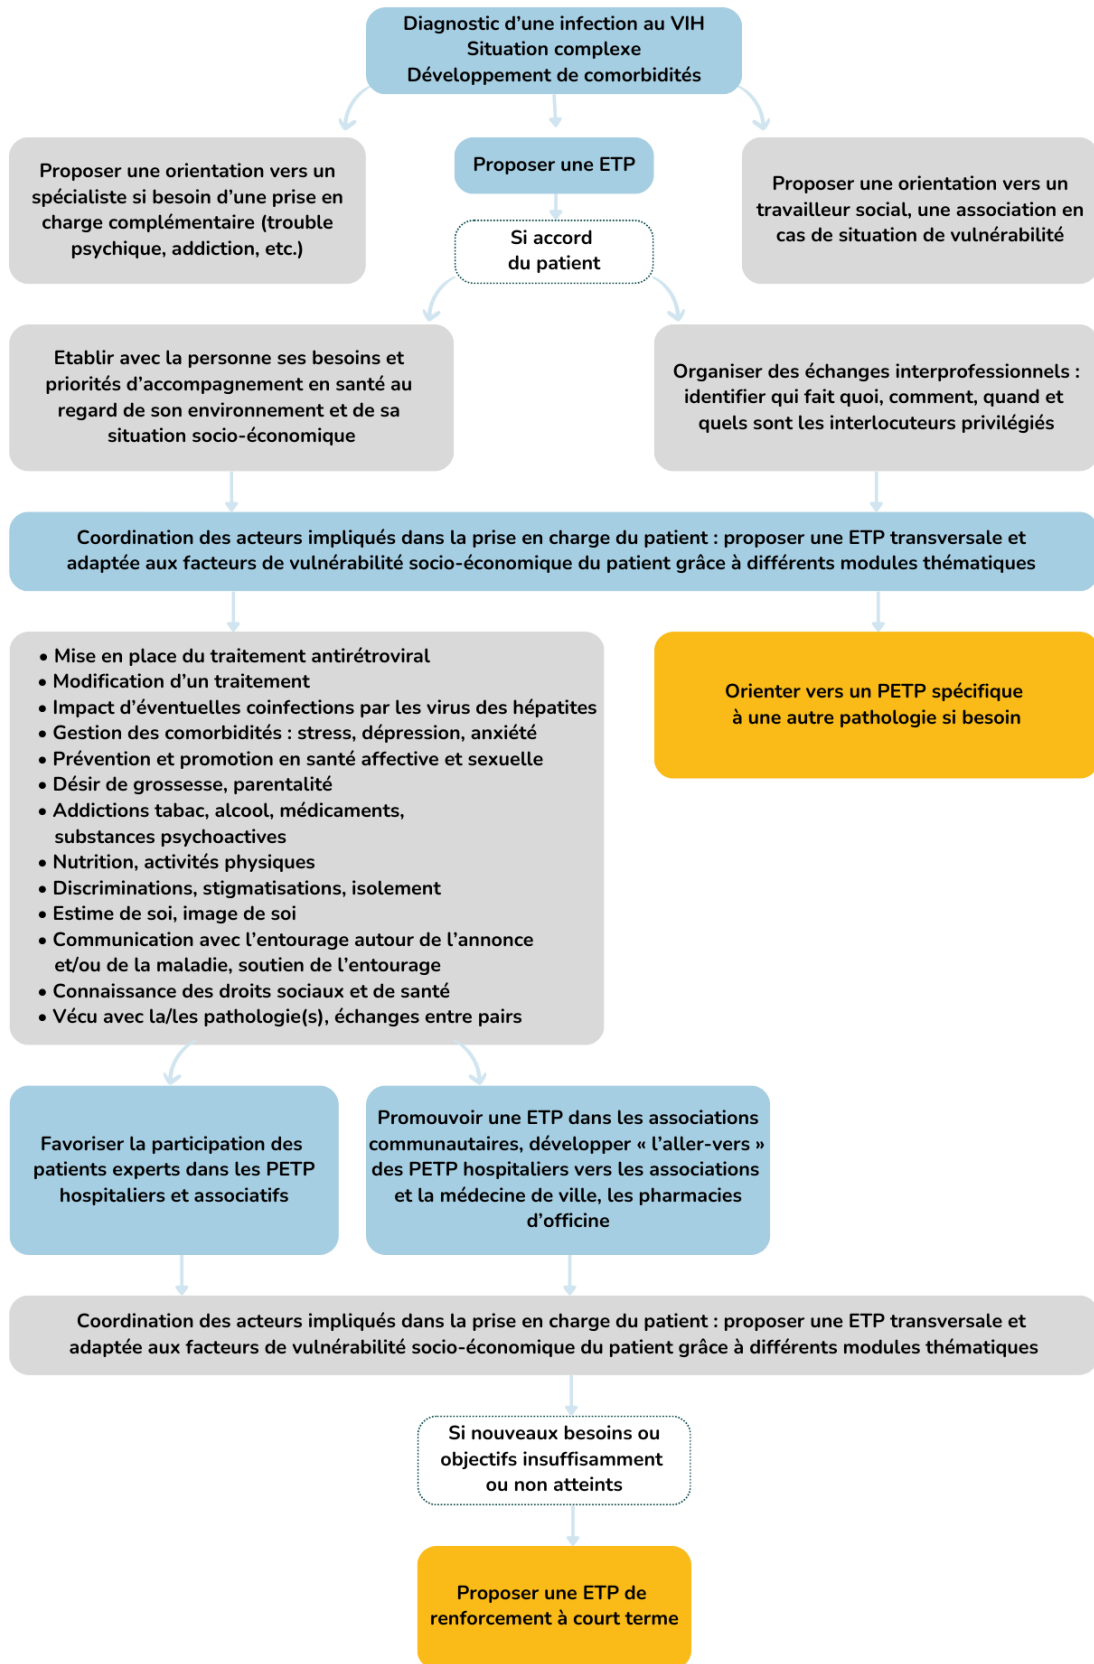 Diagnostic d’une infection au VIH
Situation complexe
Développement de comorbidités
Proposer une orientation vers un
spécialiste si besoin d’une prise en
charge complémentaire (trouble
psychique, addiction, etc.)
Proposer une ETP
Proposer une orientation vers un
travailleur social, une association en
cas de situation de vulnérabilité
Si accord
du patient
Etablir avec la personne ses besoins et
priorités d’accompagnement en santé au
regard de son environnement et de sa
situation socio-économique
Organiser des échanges interprofessionnels :
identifier qui fait quoi, comment, quand et
quels sont les interlocuteurs privilégiés
Coordination des acteurs impliqués dans la prise en charge du patient : proposer une ETP transversale et
adaptée aux facteurs de vulnérabilité socio-économique du patient grâce à différents modules thématiques
• Mise en place du traitement antirétroviral
• Modification d’un traitement
• Impact d’éventuelles coinfections par les virus des hépatites
• Gestion des comorbidités : stress, dépression, anxiété
• Prévention et promotion en santé affective et sexuelle
• Désir de grossesse, parentalité
• Addictions tabac, alcool, médicaments,
substances psychoactives
• Nutrition, activités physiques
• Discriminations, stigmatisations, isolement
• Estime de soi, image de soi
• Communication avec l’entourage autour de l’annonce
et/ou de la maladie, soutien de l’entourage
• Connaissance des droits sociaux et de santé
• Vécu avec la/les pathologie(s), échanges entre pairs
Orienter vers un PETP spécifique
à une autre pathologie si besoin
Favoriser la participation des
patients experts dans les PETP
hospitaliers et associatifs
Promouvoir une ETP dans les associations
communautaires, développer « l’aller-vers »
des PETP hospitaliers vers les associations
et la médecine de ville, les pharmacies
d’officine
Coordination des acteurs impliqués dans la prise en charge du patient : proposer une ETP transversale et
adaptée aux facteurs de vulnérabilité socio-économique du patient grâce à différents modules thématiques
Si nouveaux besoins ou
objectifs insuffisamment
ou non atteints
Proposer une ETP de
renforcement à court terme